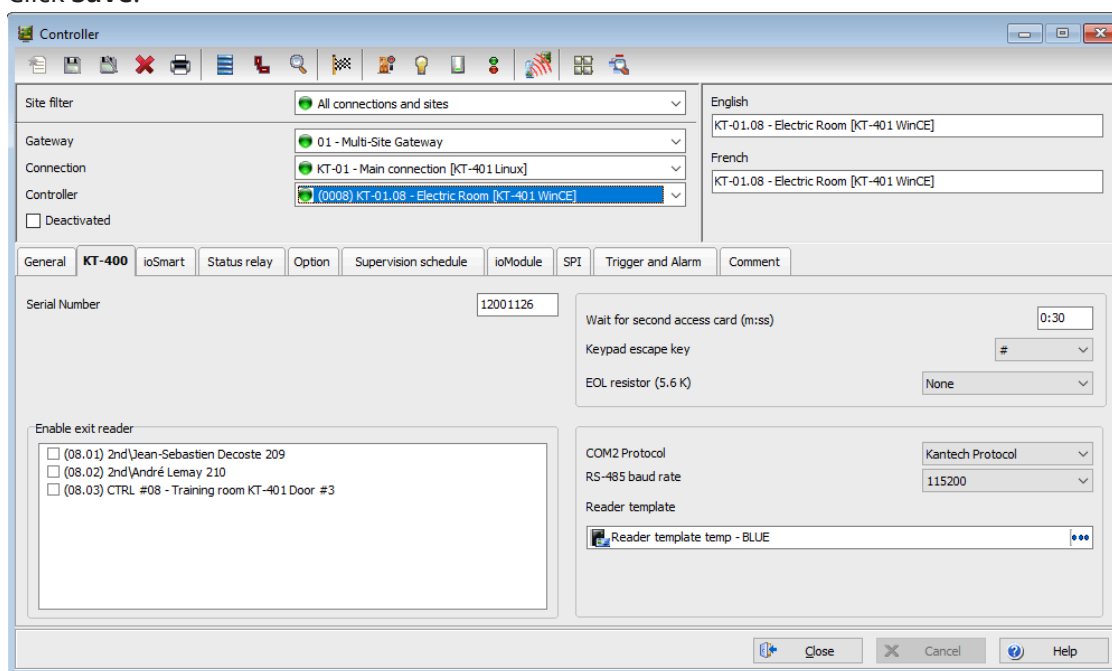 Click Save.
Controller
Site filter
All connections and sites
Gateway
01 - Multi-Site Gateway
Connection
KT-01 - Main connection [KT-401 Linux]
Controller
(0008) KT-01.08 - Electric Room [KT-401 WinCE]
Deactivated
English
KT-01.08 - Electric Room [KT-401 WinCE]
French
KT-01.08 - Electric Room [KT-401 WinCE]
General KT-400 ioSmart Status relay Option Supervision schedule ioModule SPI Trigger and Alarm Comment
Serial Number
12001126
Wait for second access card (m:ss)
0:30
Keypad escape key
#
EOL resistor (5.6 K)
None
Enable exit reader
(08.01) 2nd\Jean-Sebastien Decoste 209
(08.02) 2nd\André Lemay 210
(08.03) CTRL #08 - Training room KT-401 Door #3
COM2 Protocol
Kantech Protocol
RS-485 baud rate
115200
Reader template
Reader template temp - BLUE
Close
Cancel
Help